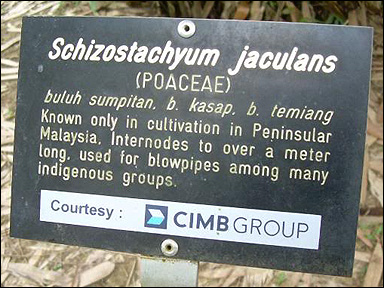 Schizostachyum jaculans
(POACEAE)
buluh sumpitan, b. kasap. b. temiang
Known only in cultivation in Peninsular
Malaysia, Internodes to over a meter
long, used for blowpipes among many
indigenous groups.
Courtesy : CIMB GROUP